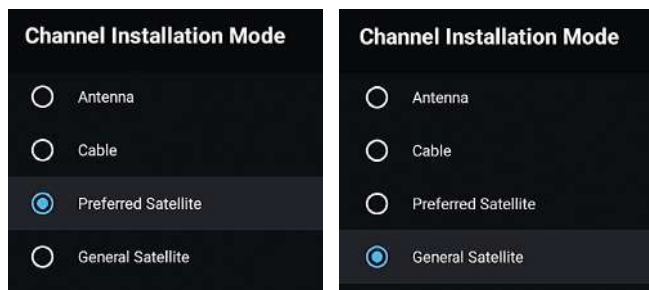 Channel Installation Mode
Antenna
Cable
Preferred Satellite
General Satellite
Channel Installation Mode
Antenna
Cable
Preferred Satellite
General Satellite